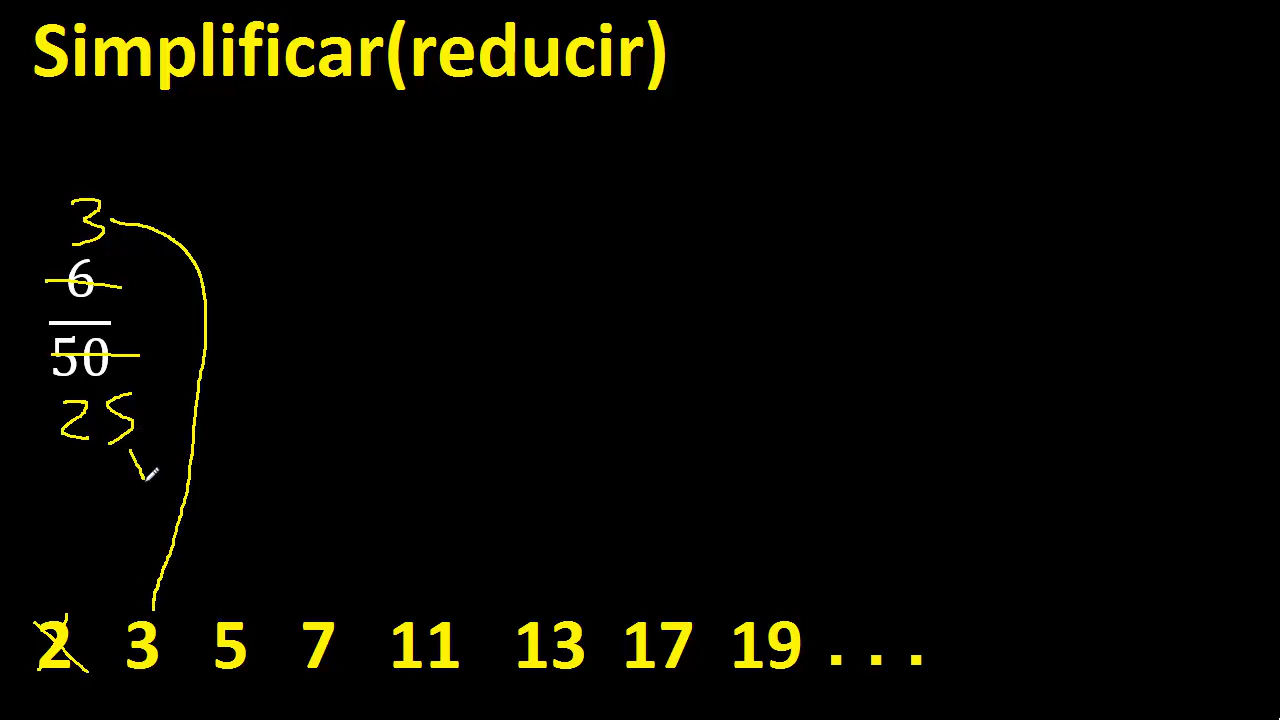 Simplificar(reducir)
3
6
50
25
2 3 5 7 11 13 17 19 . . .